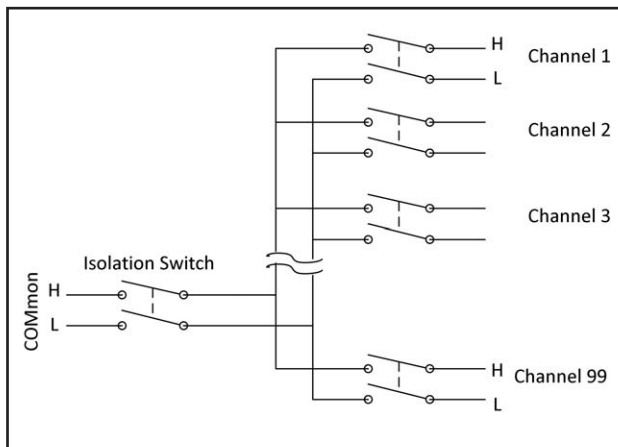 H
Channel 1
L
Channel 2
Channel 3
Isolation Switch
COMmon
H
L
H
Channel 99
L